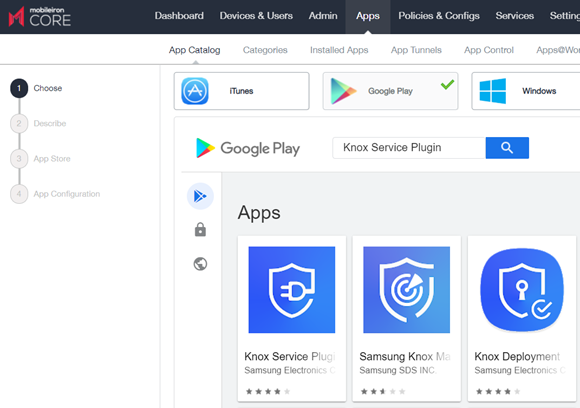 mobileiron
CORE
Dashboard Devices & Users Admin Apps Policies & Configs Services Setting
App Catalog Categories Installed Apps App Tunnels App Control Apps@Wor
1 Choose
2 Describe
3 App Store
4 App Configuration
iTunes Google Play Windows
Google Play Knox Service Plugin
Apps
Knox Service Plugi Samsung Knox Ma Knox Deployment
Samsung Electronics C Samsung SDS INC. Samsung Electronics C